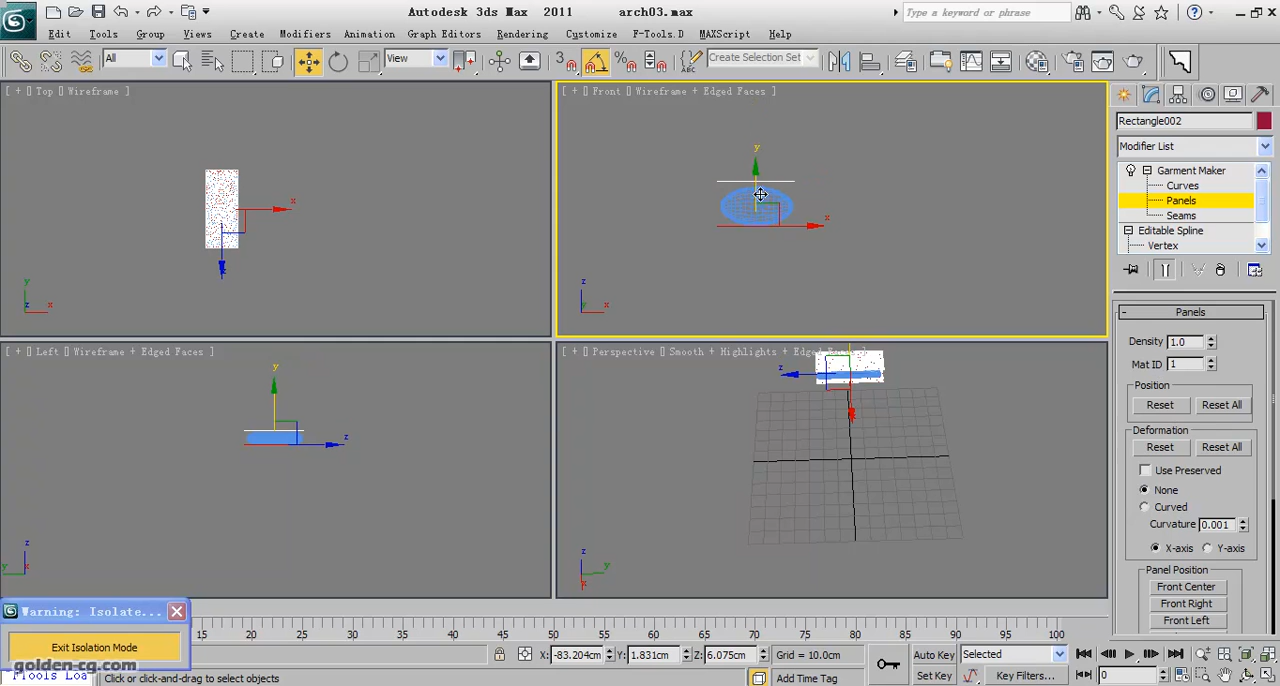 Autodesk 3ds Max 2011 arch03.max
Type a keyword or phrase
Edit Tools Group Views Create Modifiers Animation Graph Editors Rendering Customize F-Tools.D MAXScript Help
All View 3 Create Selection Set
[ + [] Top [] Wireframe ]
[ + [] Front [] Wireframe + Edged Faces ]
[ + [] Left [] Wireframe + Edged Faces ]
[ + [] Perspective [] Smooth + Highlights + Edged Faces ]
Rectangle002
Modifier List
Garment Maker
Curves
Panels
Seams
Editable Spline
Vertex
Panels
Density 1.0
Mat ID 1
Position
Reset Reset All
Deformation:
Reset Reset All
Use Preserved
None
Curved
Curvature 0.001
X-axis Y-axis
Panel Position
Front Center
Front Right
Front Left
Warning: Isolate...
Exit Isolation Mode
golden-cg.com
15 20 25 30 35 40 45 50 55 60 65 70 75 80 85 90 95 100
X: -83.204cm Y: 1.831cm Z: 6.075cm Grid = 10.0cm
Auto Key Selected
Click or click-and-drag to select objects
Add Time Tag
Set Key Key Filters... 0